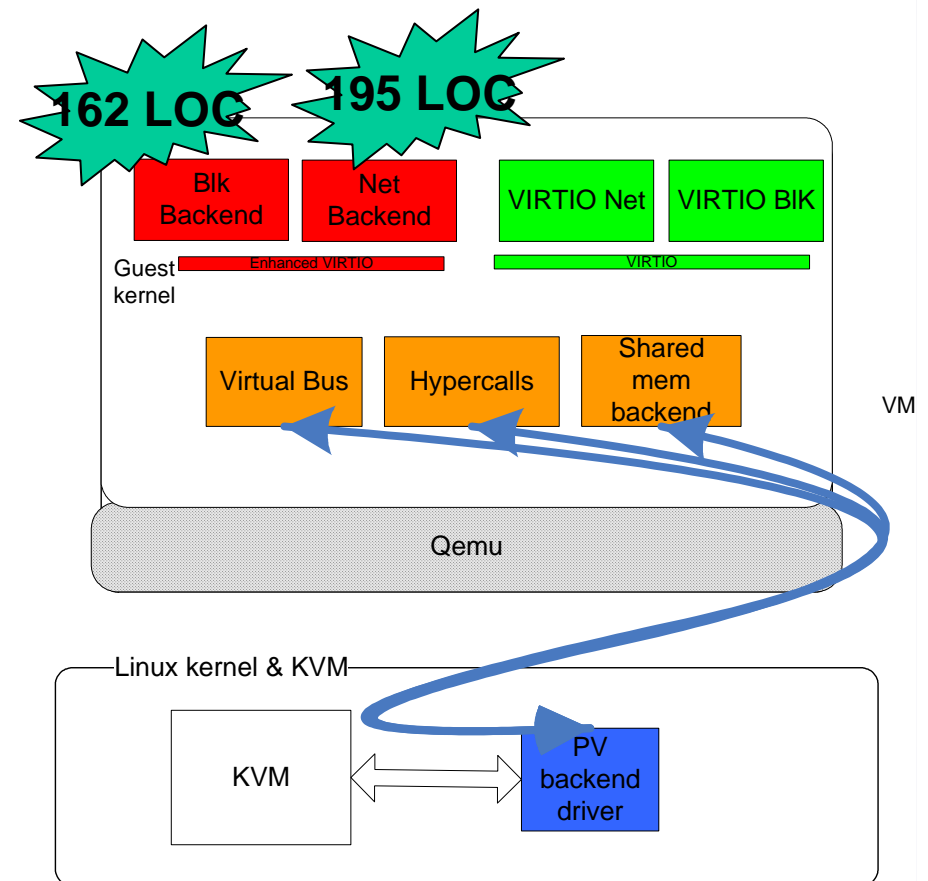 162 LOC
195 LOC
Blk
Backend
Net
Backend
VIRTIO Net
VIRTIO BlK
Guest
kernel
Enhanced VIRTIO
VIRTIO
Virtual Bus
Hypercalls
Shared
mem
backend
VM
Qemu
Linux kernel & KVM
KVM
PV
backend
driver